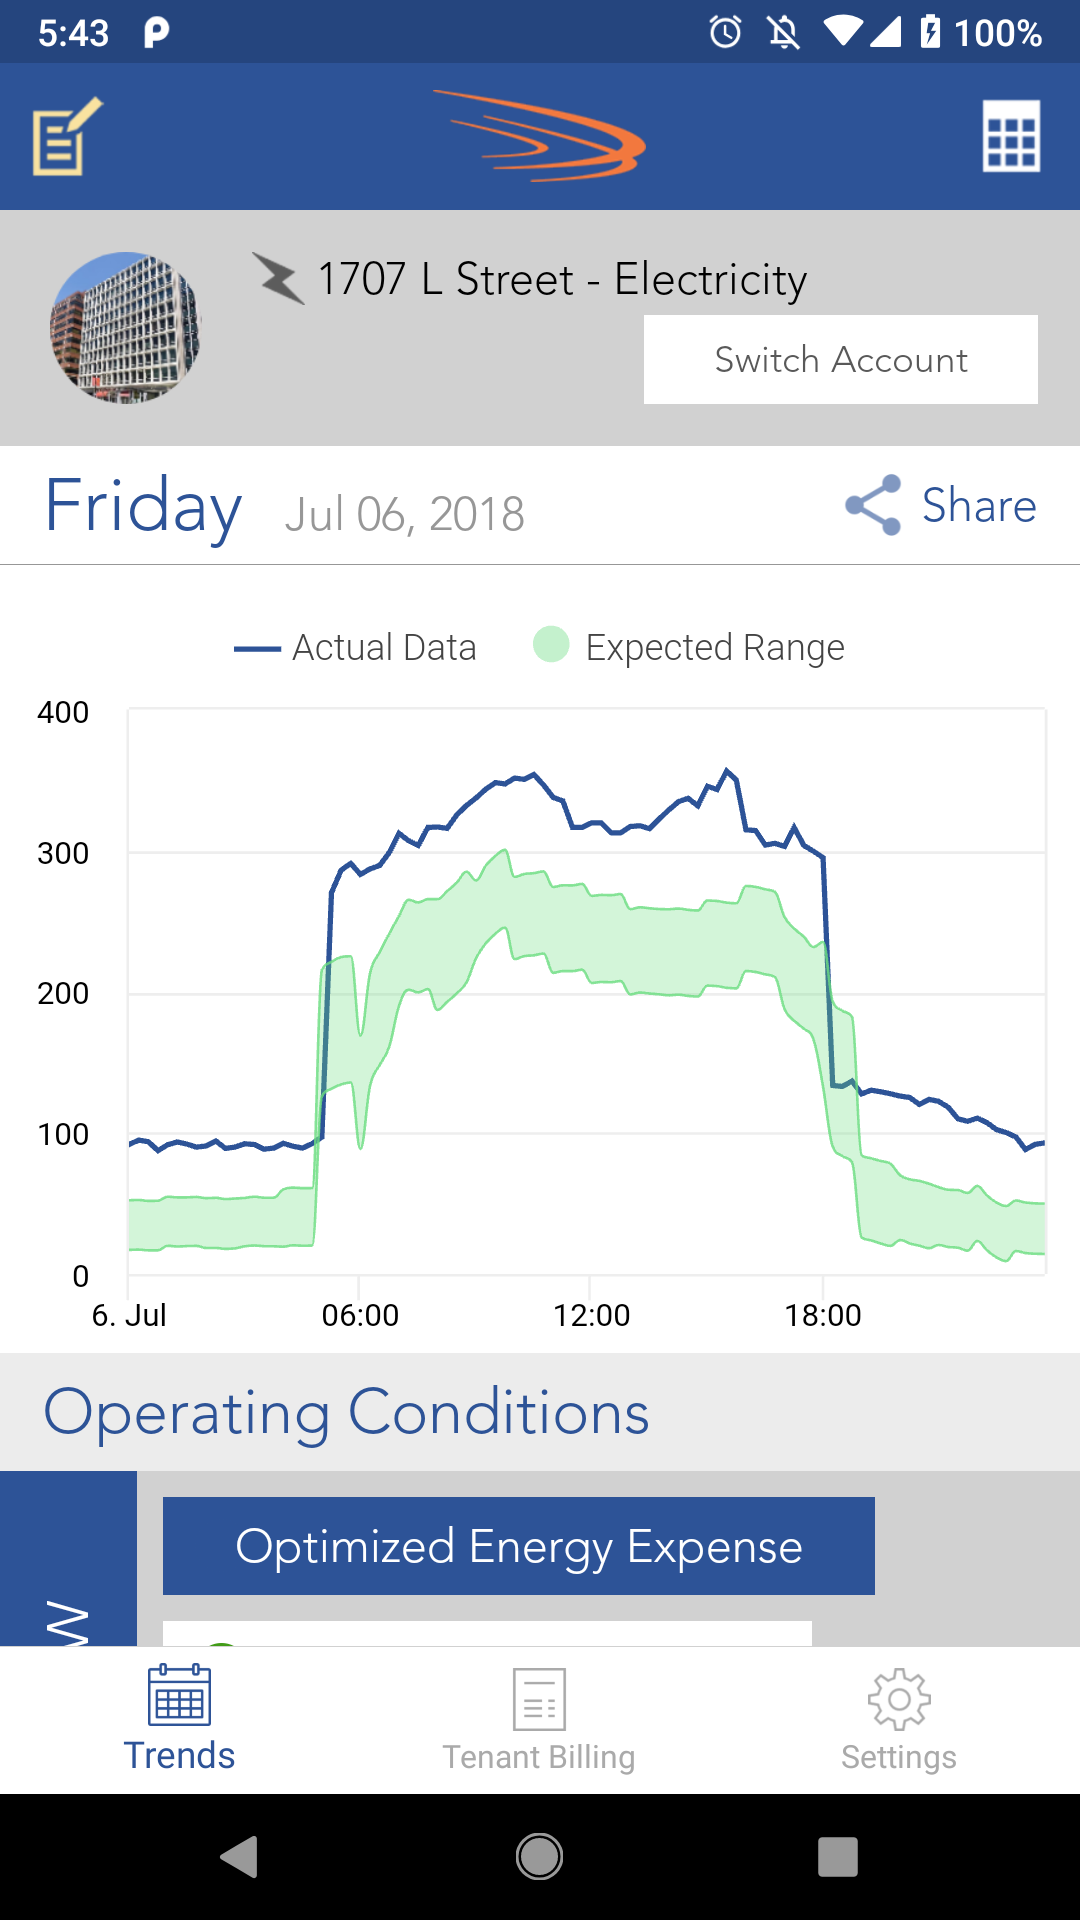 5:43
100%
1707 L Street - Electricity
Switch Account
Friday Jul 06, 2018
Share
Actual Data
Expected Range
400
300
200
100
0
6. Jul
06:00
12:00
18:00
Operating Conditions
Optimized Energy Expense
W
Trends
Tenant Billing
Settings